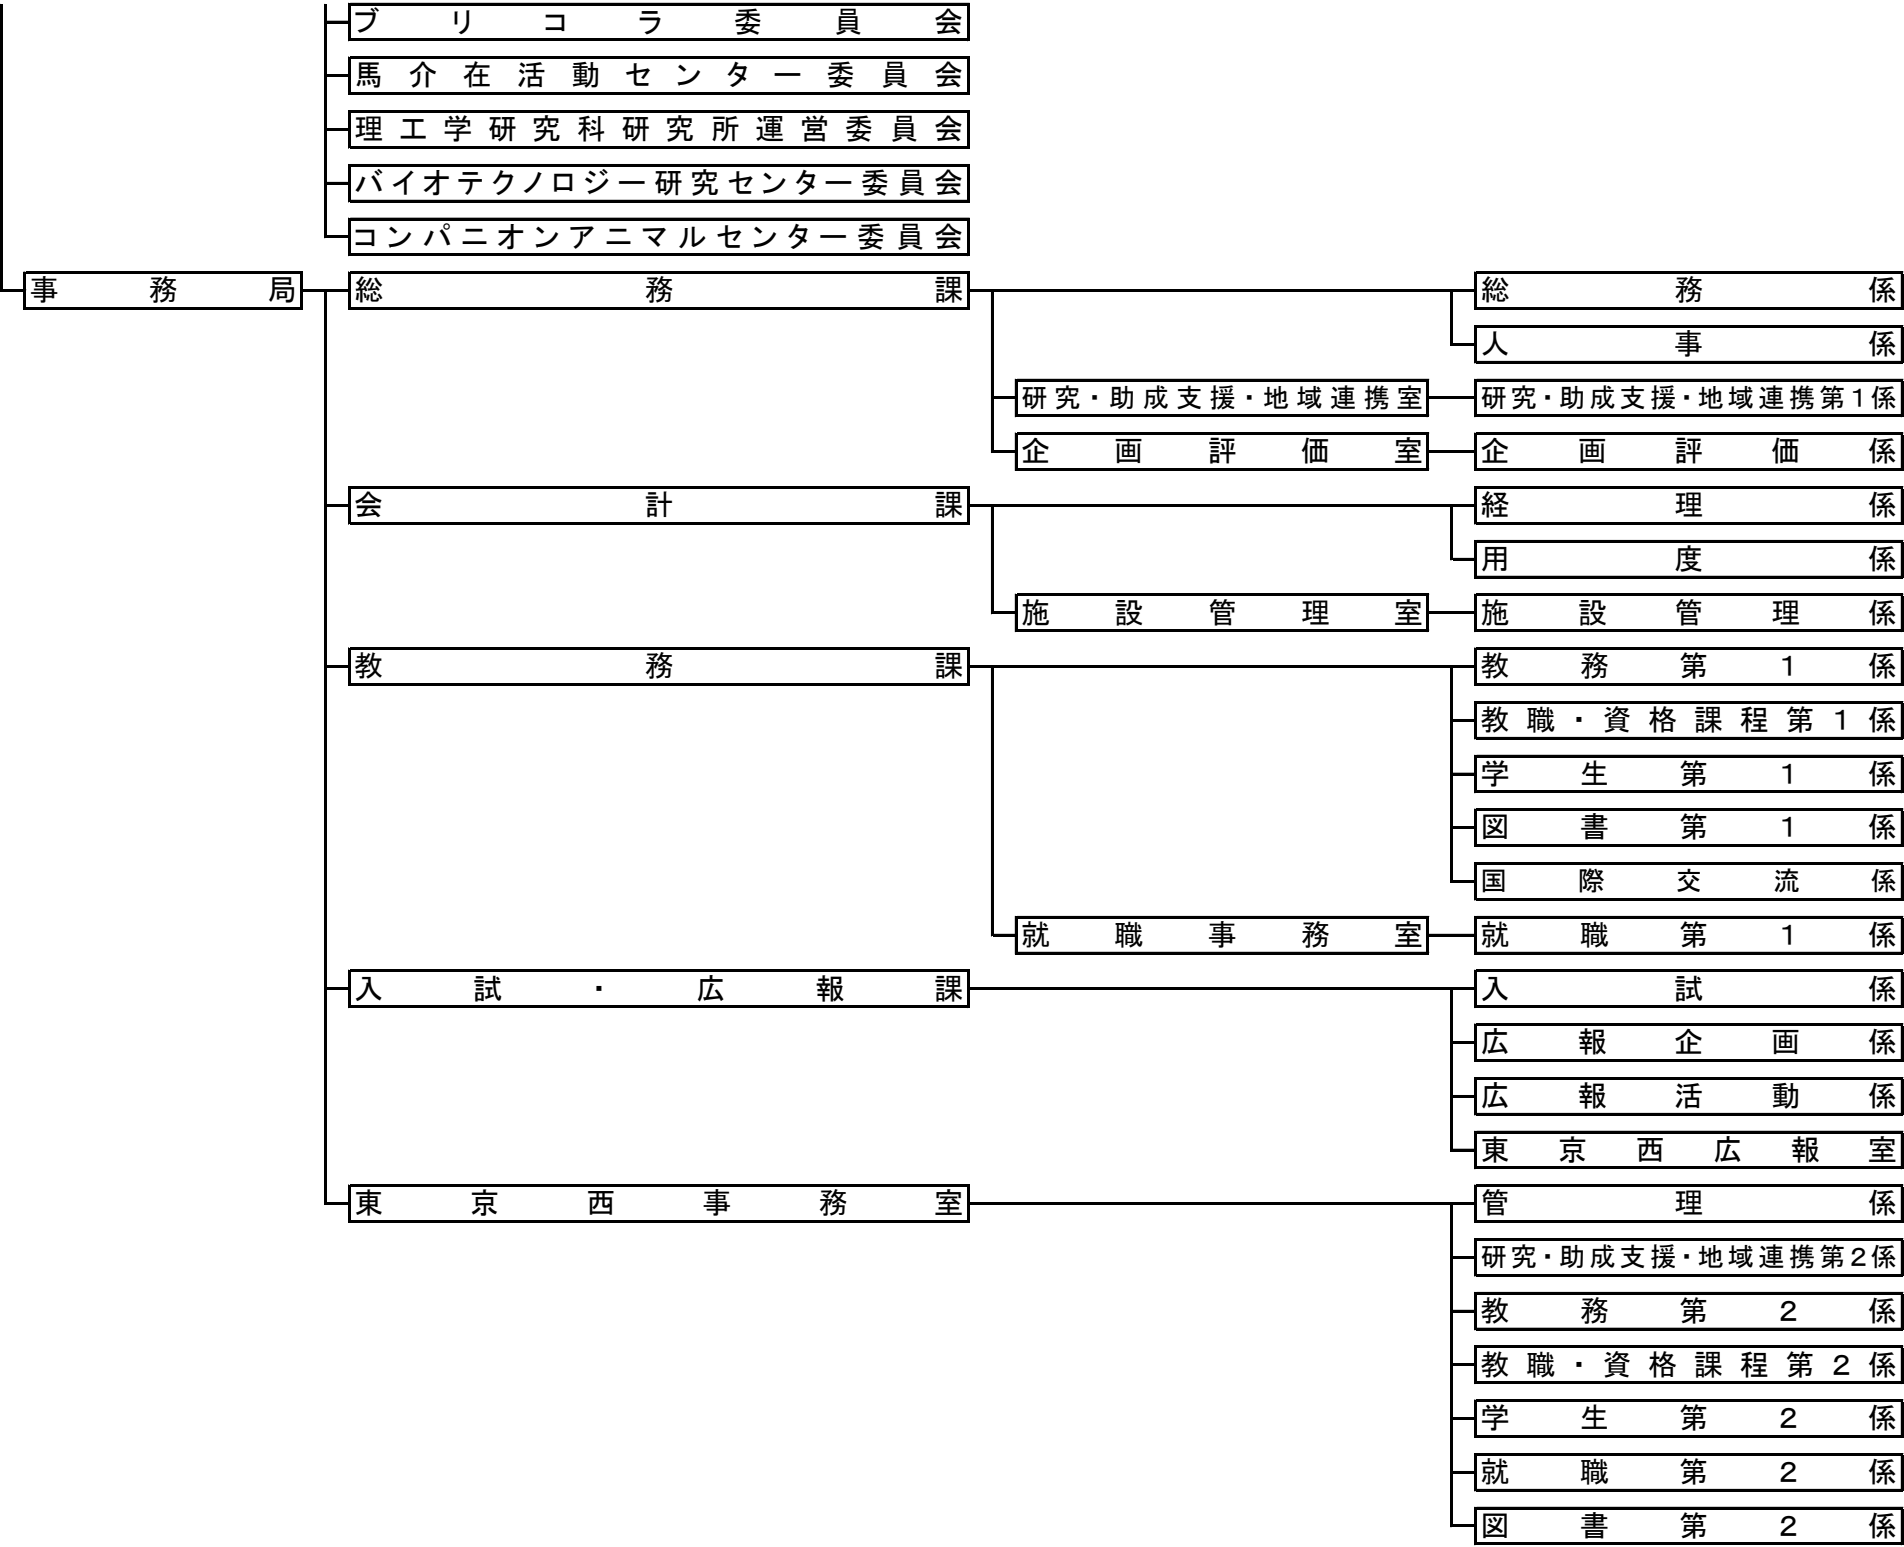 ブリコラ委員会
馬介在活動センター委員会
理工学研究科研究所運営委員会
バイオテクノロジー研究センター委員会
コンパニオンアニマルセンター委員会
事務局 総務課 総務係
人事係
研究・助成支援・地域連携室 研究・助成支援・地域連携第1係
企画評価室 企画評価係
会計課 経理係
用度係
施設管理室 施設管理係
教務課 教務第1係
教職・資格課程第1係
学生第1係
図書第1係
国際交流係
就職事務室 就職第1係
入試・広報課 入試係
広報企画係
広報活動係
東京西広報室
東京西事務室 管理係
研究・助成支援・地域連携第2係
教務第2係
教職・資格課程第2係
学生第2係
就職第2係
図書第2係